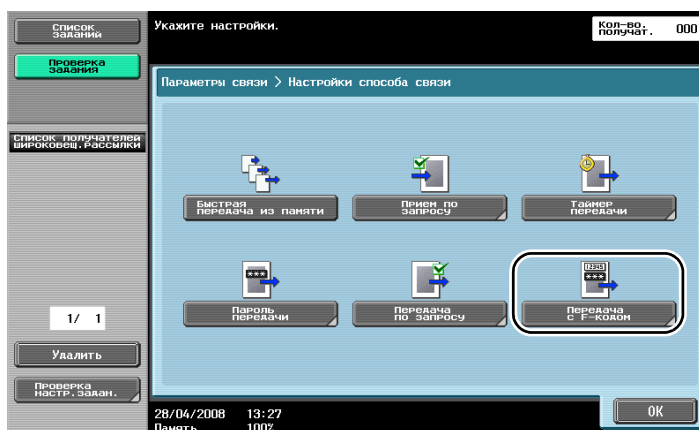 Список
заданий
Укажите настройки.
Кол-во.
получат.
000
Проверка
задания
Параметры связи > Настройки способа связи
Список получателей
широковещ.рассылки
Быстрая
передача из памяти
Прием по
запросу
Таймер
передачи
***
12345
***
Пароль
передачи
Передача
по запросу
Передача
с F-кодом
1/ 1
Удалить
Проверка
настр.задан.
28/04/2008 13:27
Память 100%
OK